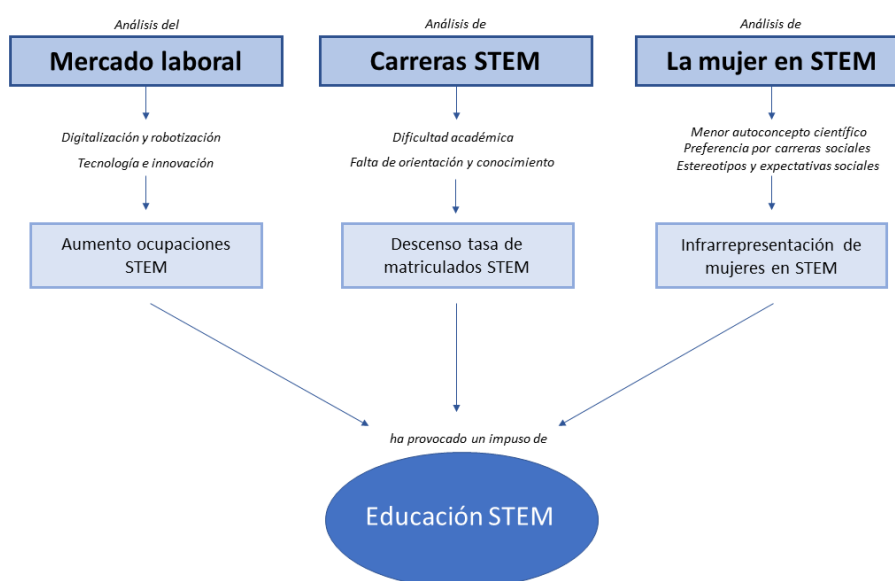 Análisis del
Mercado laboral
Digitalización y robotización
Tecnología e innovación
Aumento ocupaciones
STEM
Análisis de
Carreras STEM
Dificultad académica
Falta de orientación y conocimiento
Descenso tasa de
matriculados STEM
Análisis de
La mujer en STEM
Menor autoconcepto científico
Preferencia por carreras sociales
Estereotipos y expectativas sociales
Infrarrepresentación de
mujeres en STEM
ha provocado un impuso de
Educación STEM